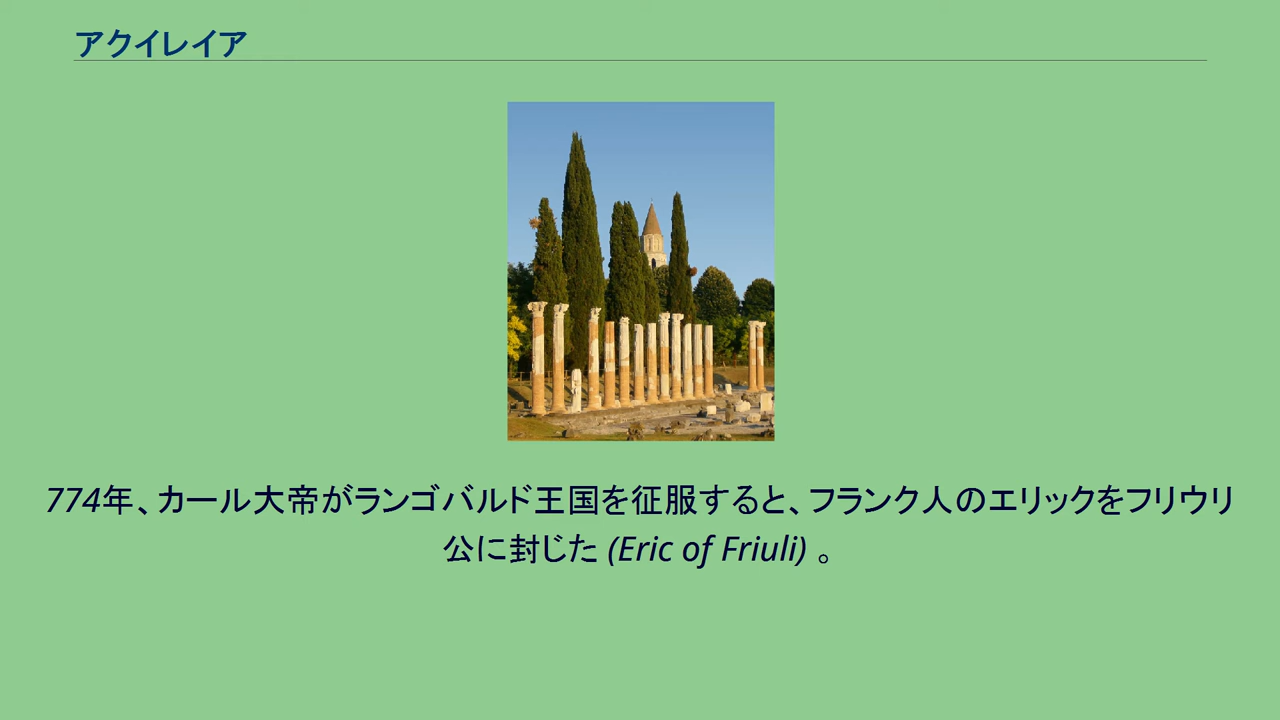 アクイレイア
774年、カール大帝がランゴバルド王国を征服すると、フランク人のエリックをフリウリ
公に封じた (Eric of Friuli) 。